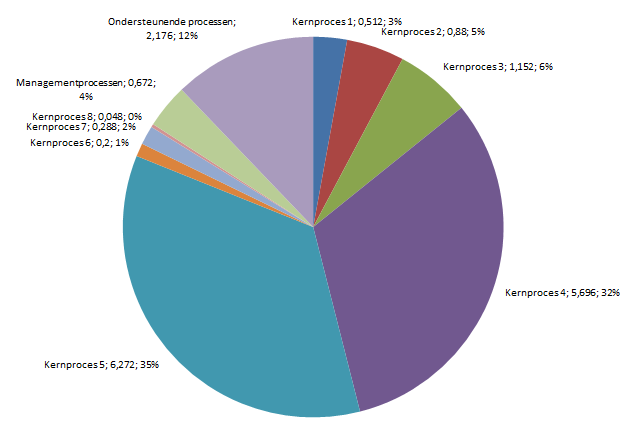 Ondersteunende processen;
2,176; 12%
Kernproces 1; 0,512; 3%
Kernproces 2; 0,88; 5%
Kernproces 3; 1,152; 6%
Managementprocessen; 0,672;
4%
Kernproces 8; 0,048; 0%
Kernproces 7; 0,288; 2%
Kernproces 6; 0,2; 1%
Kernproces 4; 5,696; 32%
Kernproces 5; 6,272; 35%